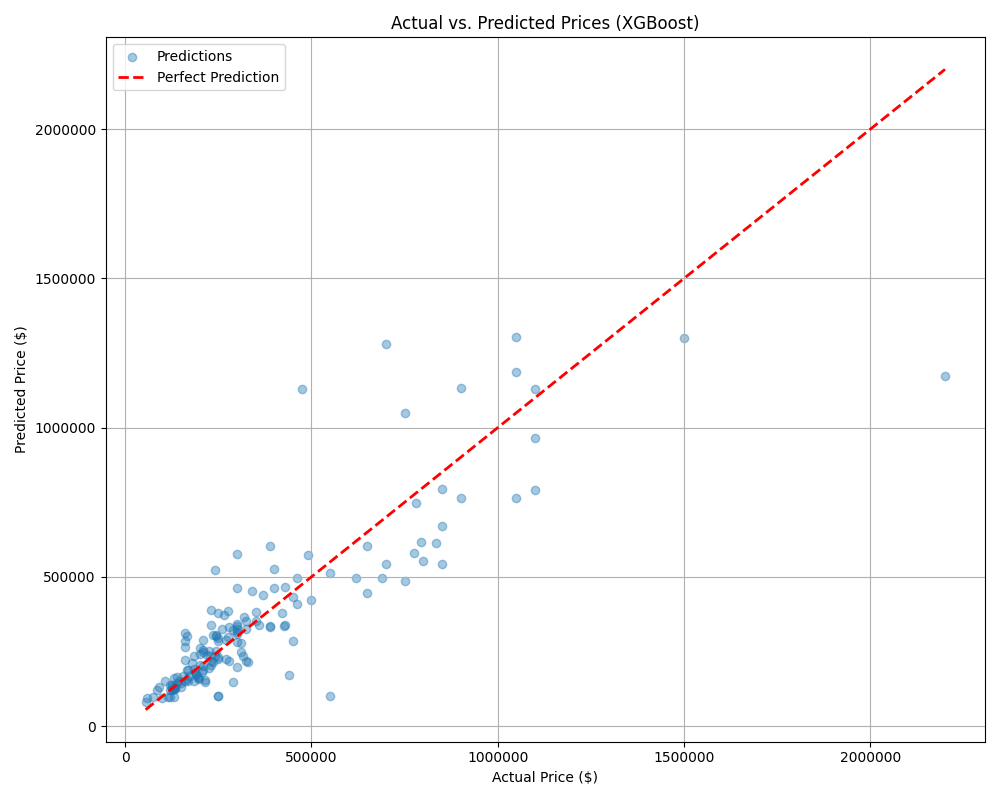 Actual vs. Predicted Prices (XGBoost)
Predictions
Perfect Prediction
2000000
1500000
1000000
500000
0
Predicted Price ($)
0 500000 1000000 1500000 2000000
Actual Price ($)